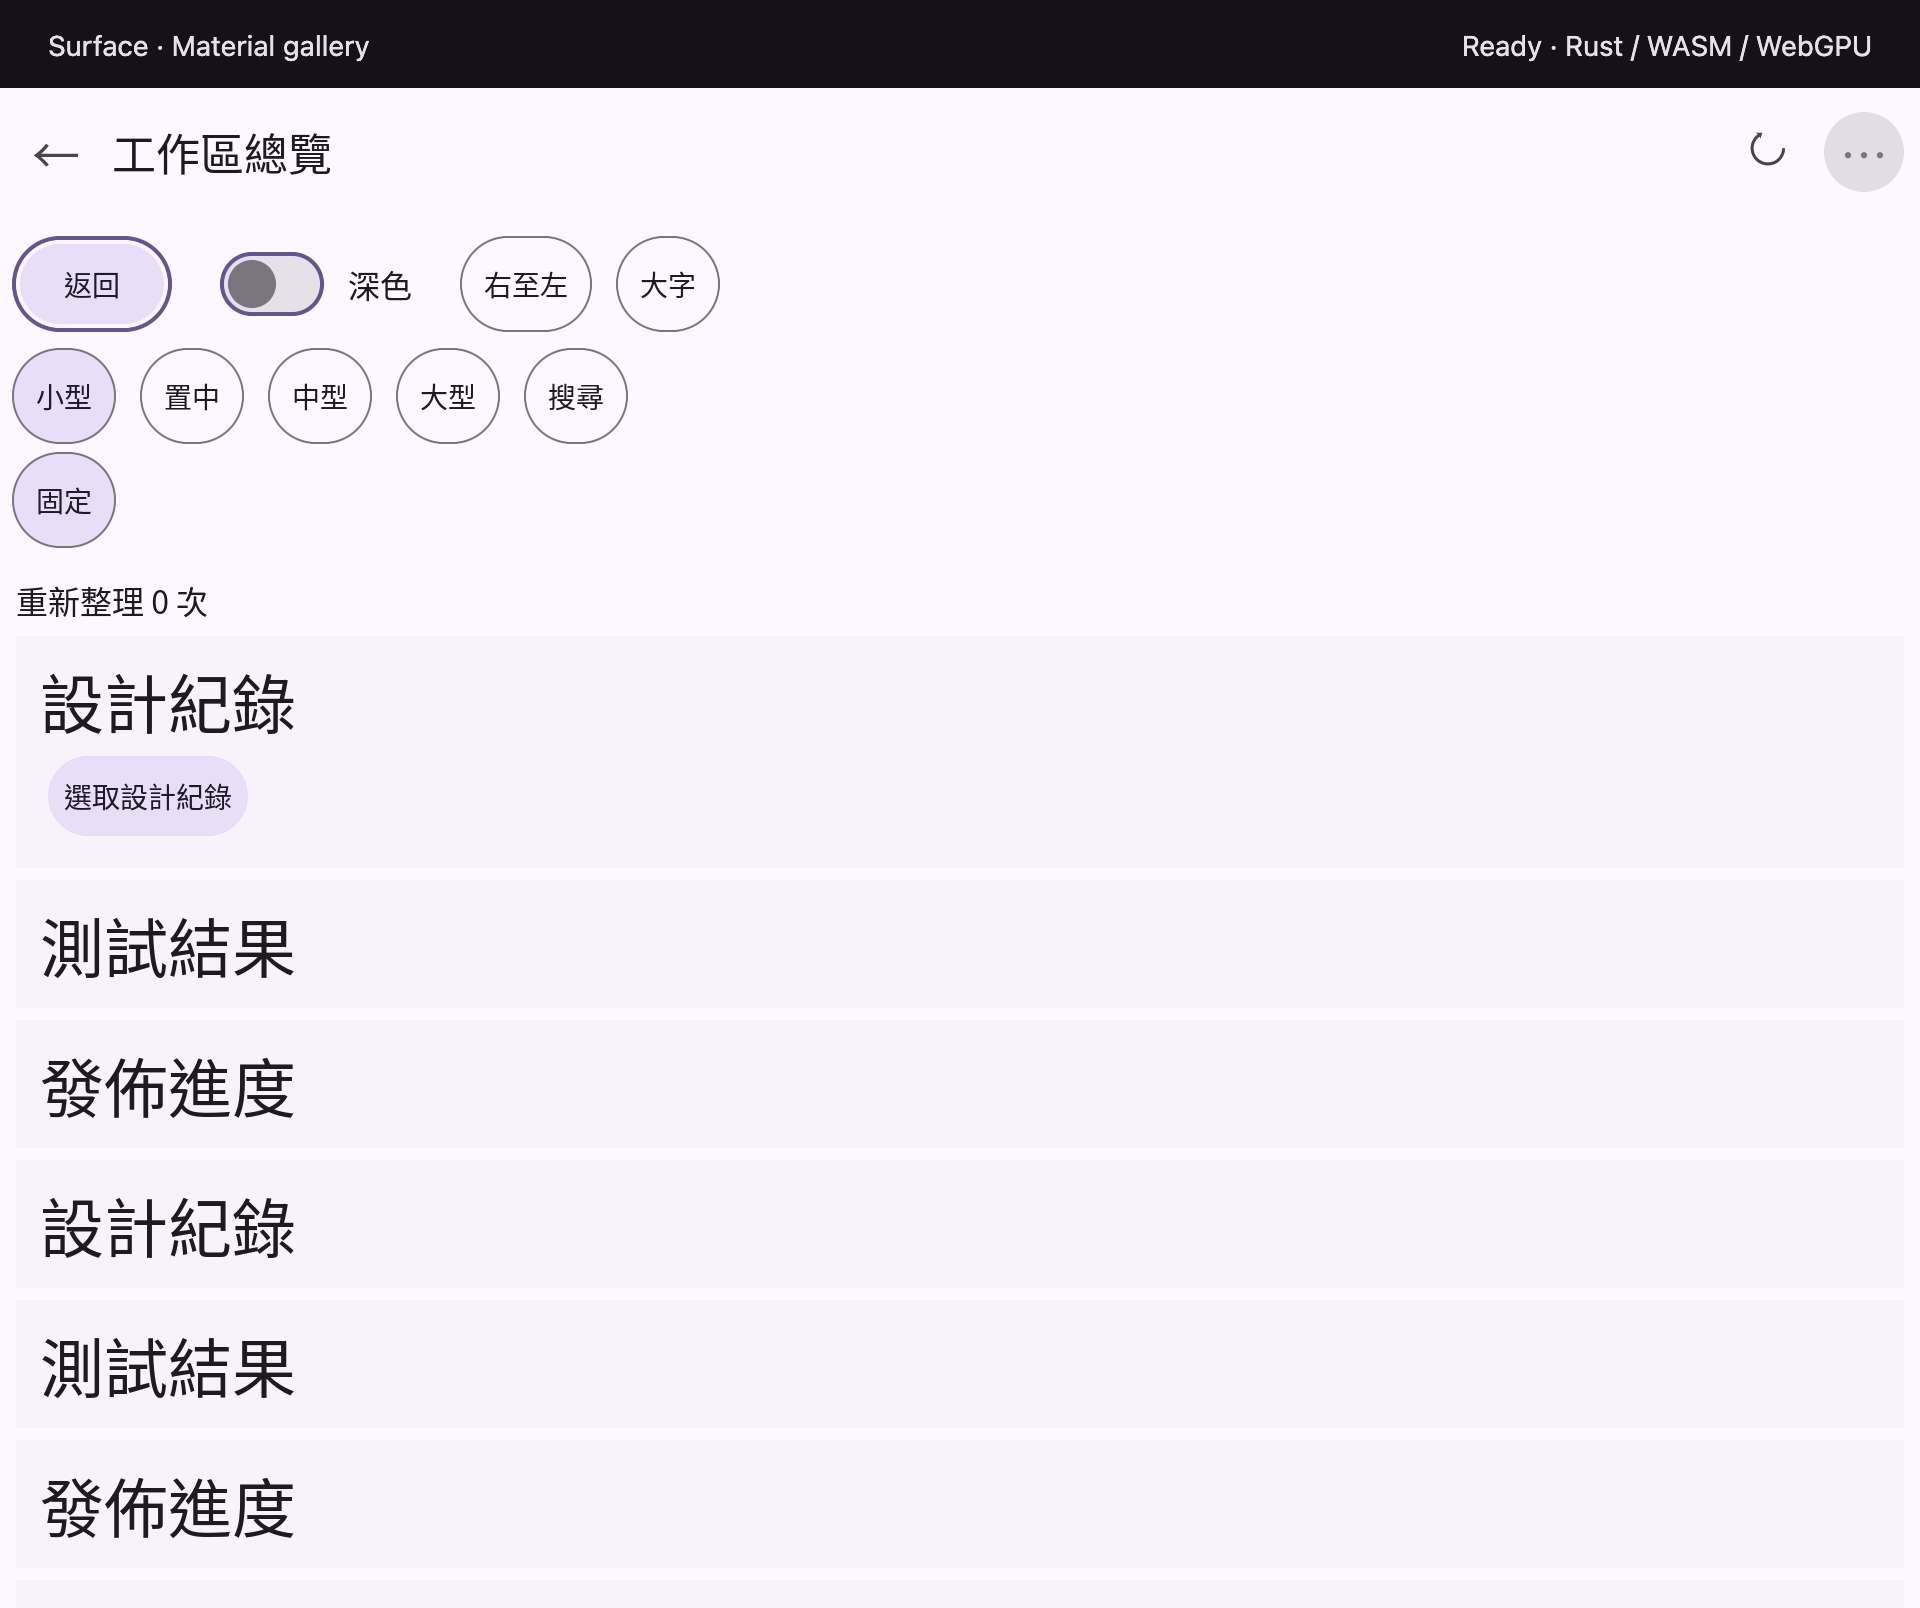 Surface · Material gallery
Ready · Rust / WASM / WebGPU
工作區總覽
返回 深色 右至左 大字
小型 置中 中型 大型 搜尋
固定
重新整理 0 次
設計紀錄
選取設計紀錄
測試結果
發佈進度
設計紀錄
測試結果
發佈進度